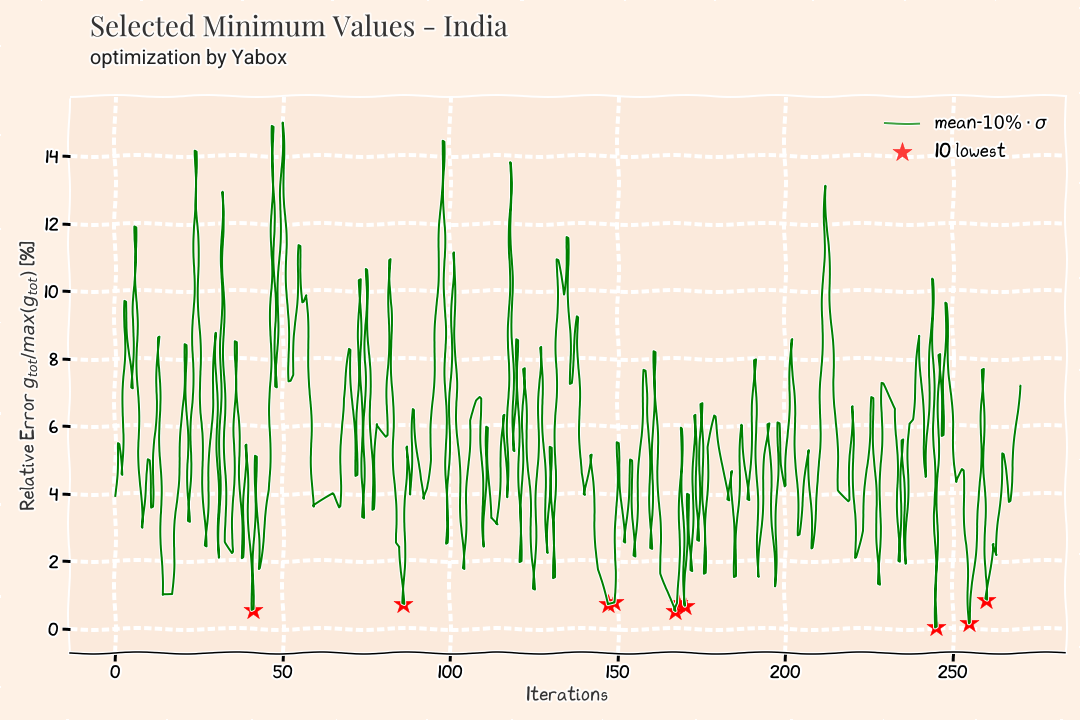 Selected Minimum Values - India
optimization by Yabox
mean-10% · σ
10 lowest
Relative Error g_tot/max(g_tot) [%]
14
12
10
8
6
4
2
0
0 50 100 150 200 250
Iterations